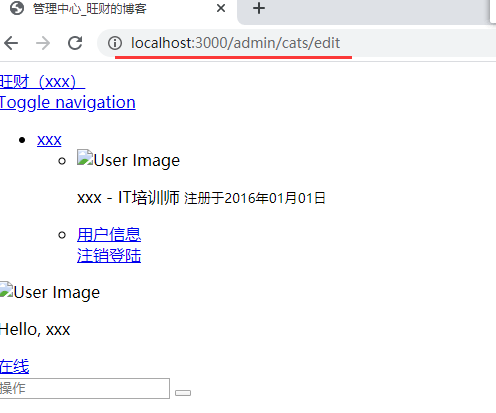 管理中心_旺财的博客
localhost:3000/admin/cats/edit
旺财（xxx）
Toggle navigation
xxx
User Image
xxx - IT培训师 注册于2016年01月01日
用户信息
注销登陆
User Image
Hello, xxx
在线
操作